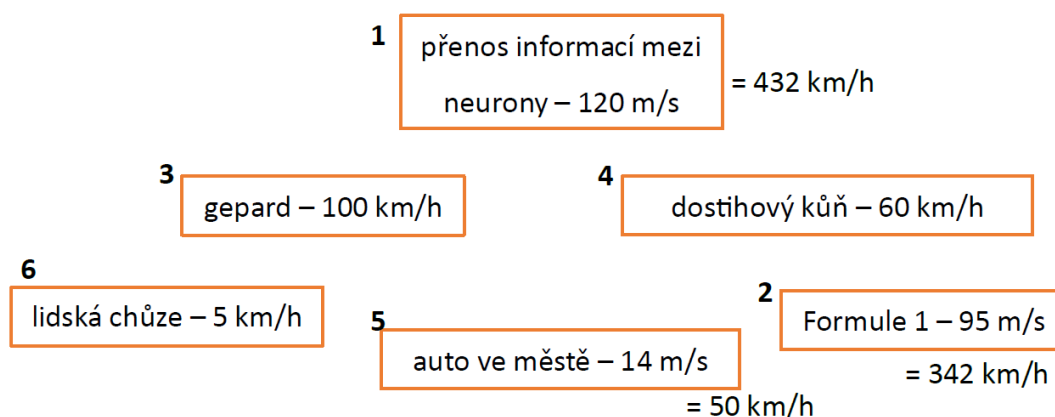 1
přenos informací mezi
neurony – 120 m/s
= 432 km/h
3
gepard – 100 km/h
4
dostihový kůň – 60 km/h
6
lidská chůze – 5 km/h
5
auto ve městě – 14 m/s
= 50 km/h
2
Formule 1 – 95 m/s
= 342 km/h